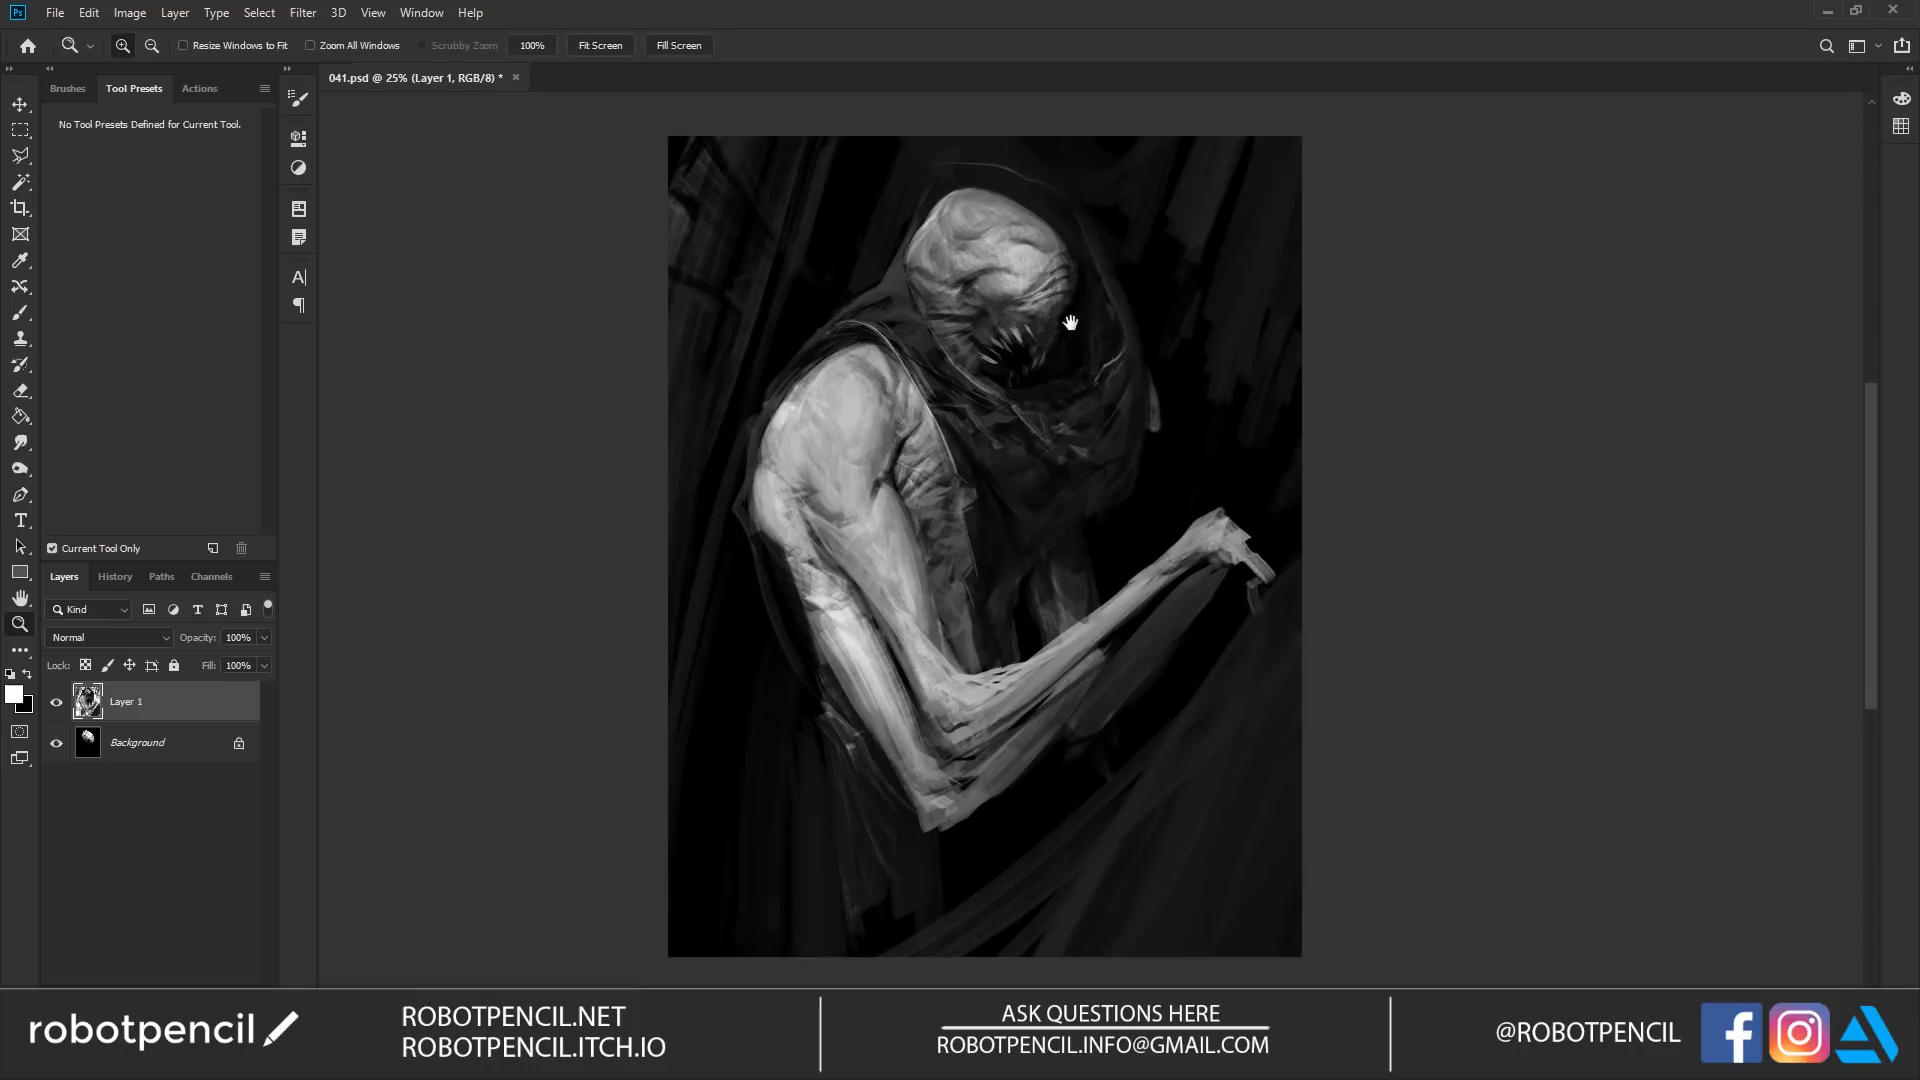 Ps File Edit Image Layer Type Select Filter 3D View Window Help
Resize Windows to Fit Zoom All Windows Scrubby Zoom 100% Fit Screen Fill Screen
041.psd @ 25% (Layer 1, RGB/8) *
Brushes Tool Presets Actions
No Tool Presets Defined for Current Tool.
Current Tool Only
Layers History Paths Channels
Kind
Normal Opacity: 100%
Lock: Fill: 100%
Layer 1
Background
robotpencil
ROBOTPENCIL.NET
ROBOTPENCIL.ITCH.IO
ASK QUESTIONS HERE
ROBOTPENCIL.INFO@GMAIL.COM
@ROBOTPENCIL